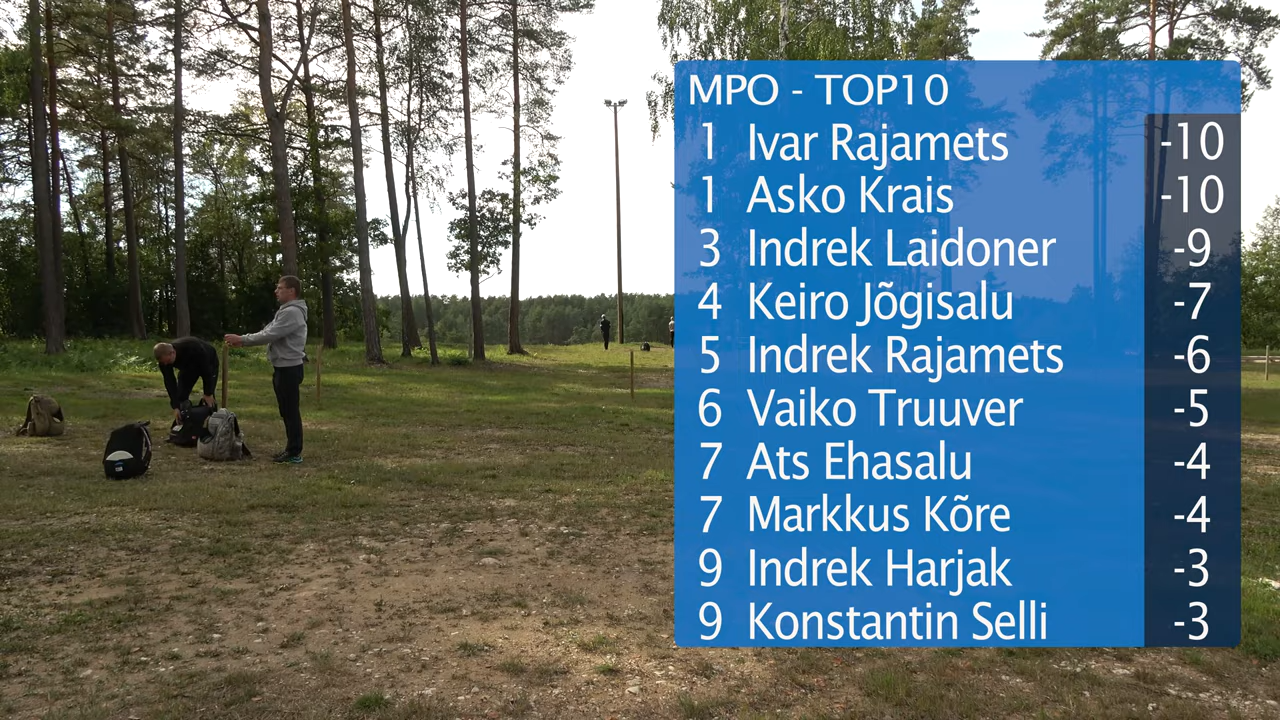 MPO - TOP10
1 Ivar Rajamets -10
1 Asko Krais -10
3 Indrek Laidoner -9
4 Keiro Jõgisalu -7
5 Indrek Rajamets -6
6 Vaiko Truuver -5
7 Ats Ehasalu -4
7 Markkus Kõre -4
9 Indrek Harjak -3
9 Konstantin Selli -3